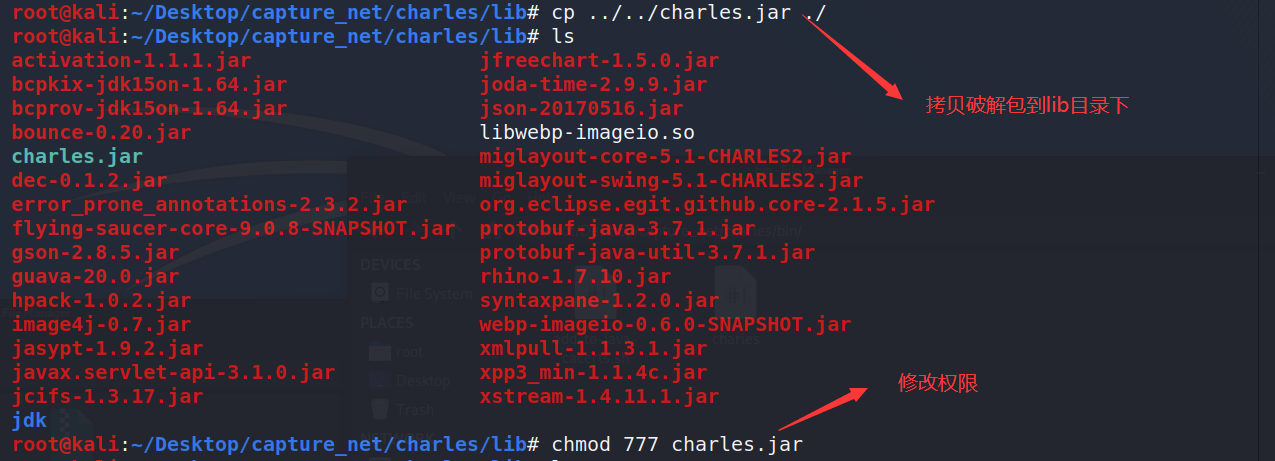 root@kali:~/Desktop/capture_net/charles/lib# cp ../../charles.jar ./
root@kali:~/Desktop/capture_net/charles/lib# ls
activation-1.1.1.jar jfreechart-1.5.0.jar
bcpkix-jdk15on-1.64.jar joda-time-2.9.9.jar
拷贝破解包到lib目录下
bcprov-jdk15on-1.64.jar json-20170516.jar
bounce-0.20.jar libwebp-imageio.so
charles.jar miglayout-core-5.1-CHARLES2.jar
dec-0.1.2.jar miglayout-swing-5.1-CHARLES2.jar
error_prone_annotations-2.3.2.jar org.eclipse.egit.github.core-2.1.5.jar
flying-saucer-core-9.0.8-SNAPSHOT.jar protobuf-java-3.7.1.jar
gson-2.8.5.jar protobuf-java-util-3.7.1.jar
DEVICES
guava-20.0.jar rhino-1.7.10.jar
File System
hpack-1.0.2.jar syntaxpane-1.2.0.jar
PLACES
image4j-0.7.jar webp-imageio-0.6.0-SNAPSHOT.jar
charles
jasypt-1.9.2.jar xmlpull-1.1.3.1.jar
root
javax.servlet-api-3.1.0.jar xpp3_min-1.1.4c.jar
Desktop
修改权限
jcifs-1.3.17.jar xstream-1.4.11.1.jar
Trash
jdk
root@kali:~/Desktop/capture_net/charles/lib# chmod 777 charles.jar